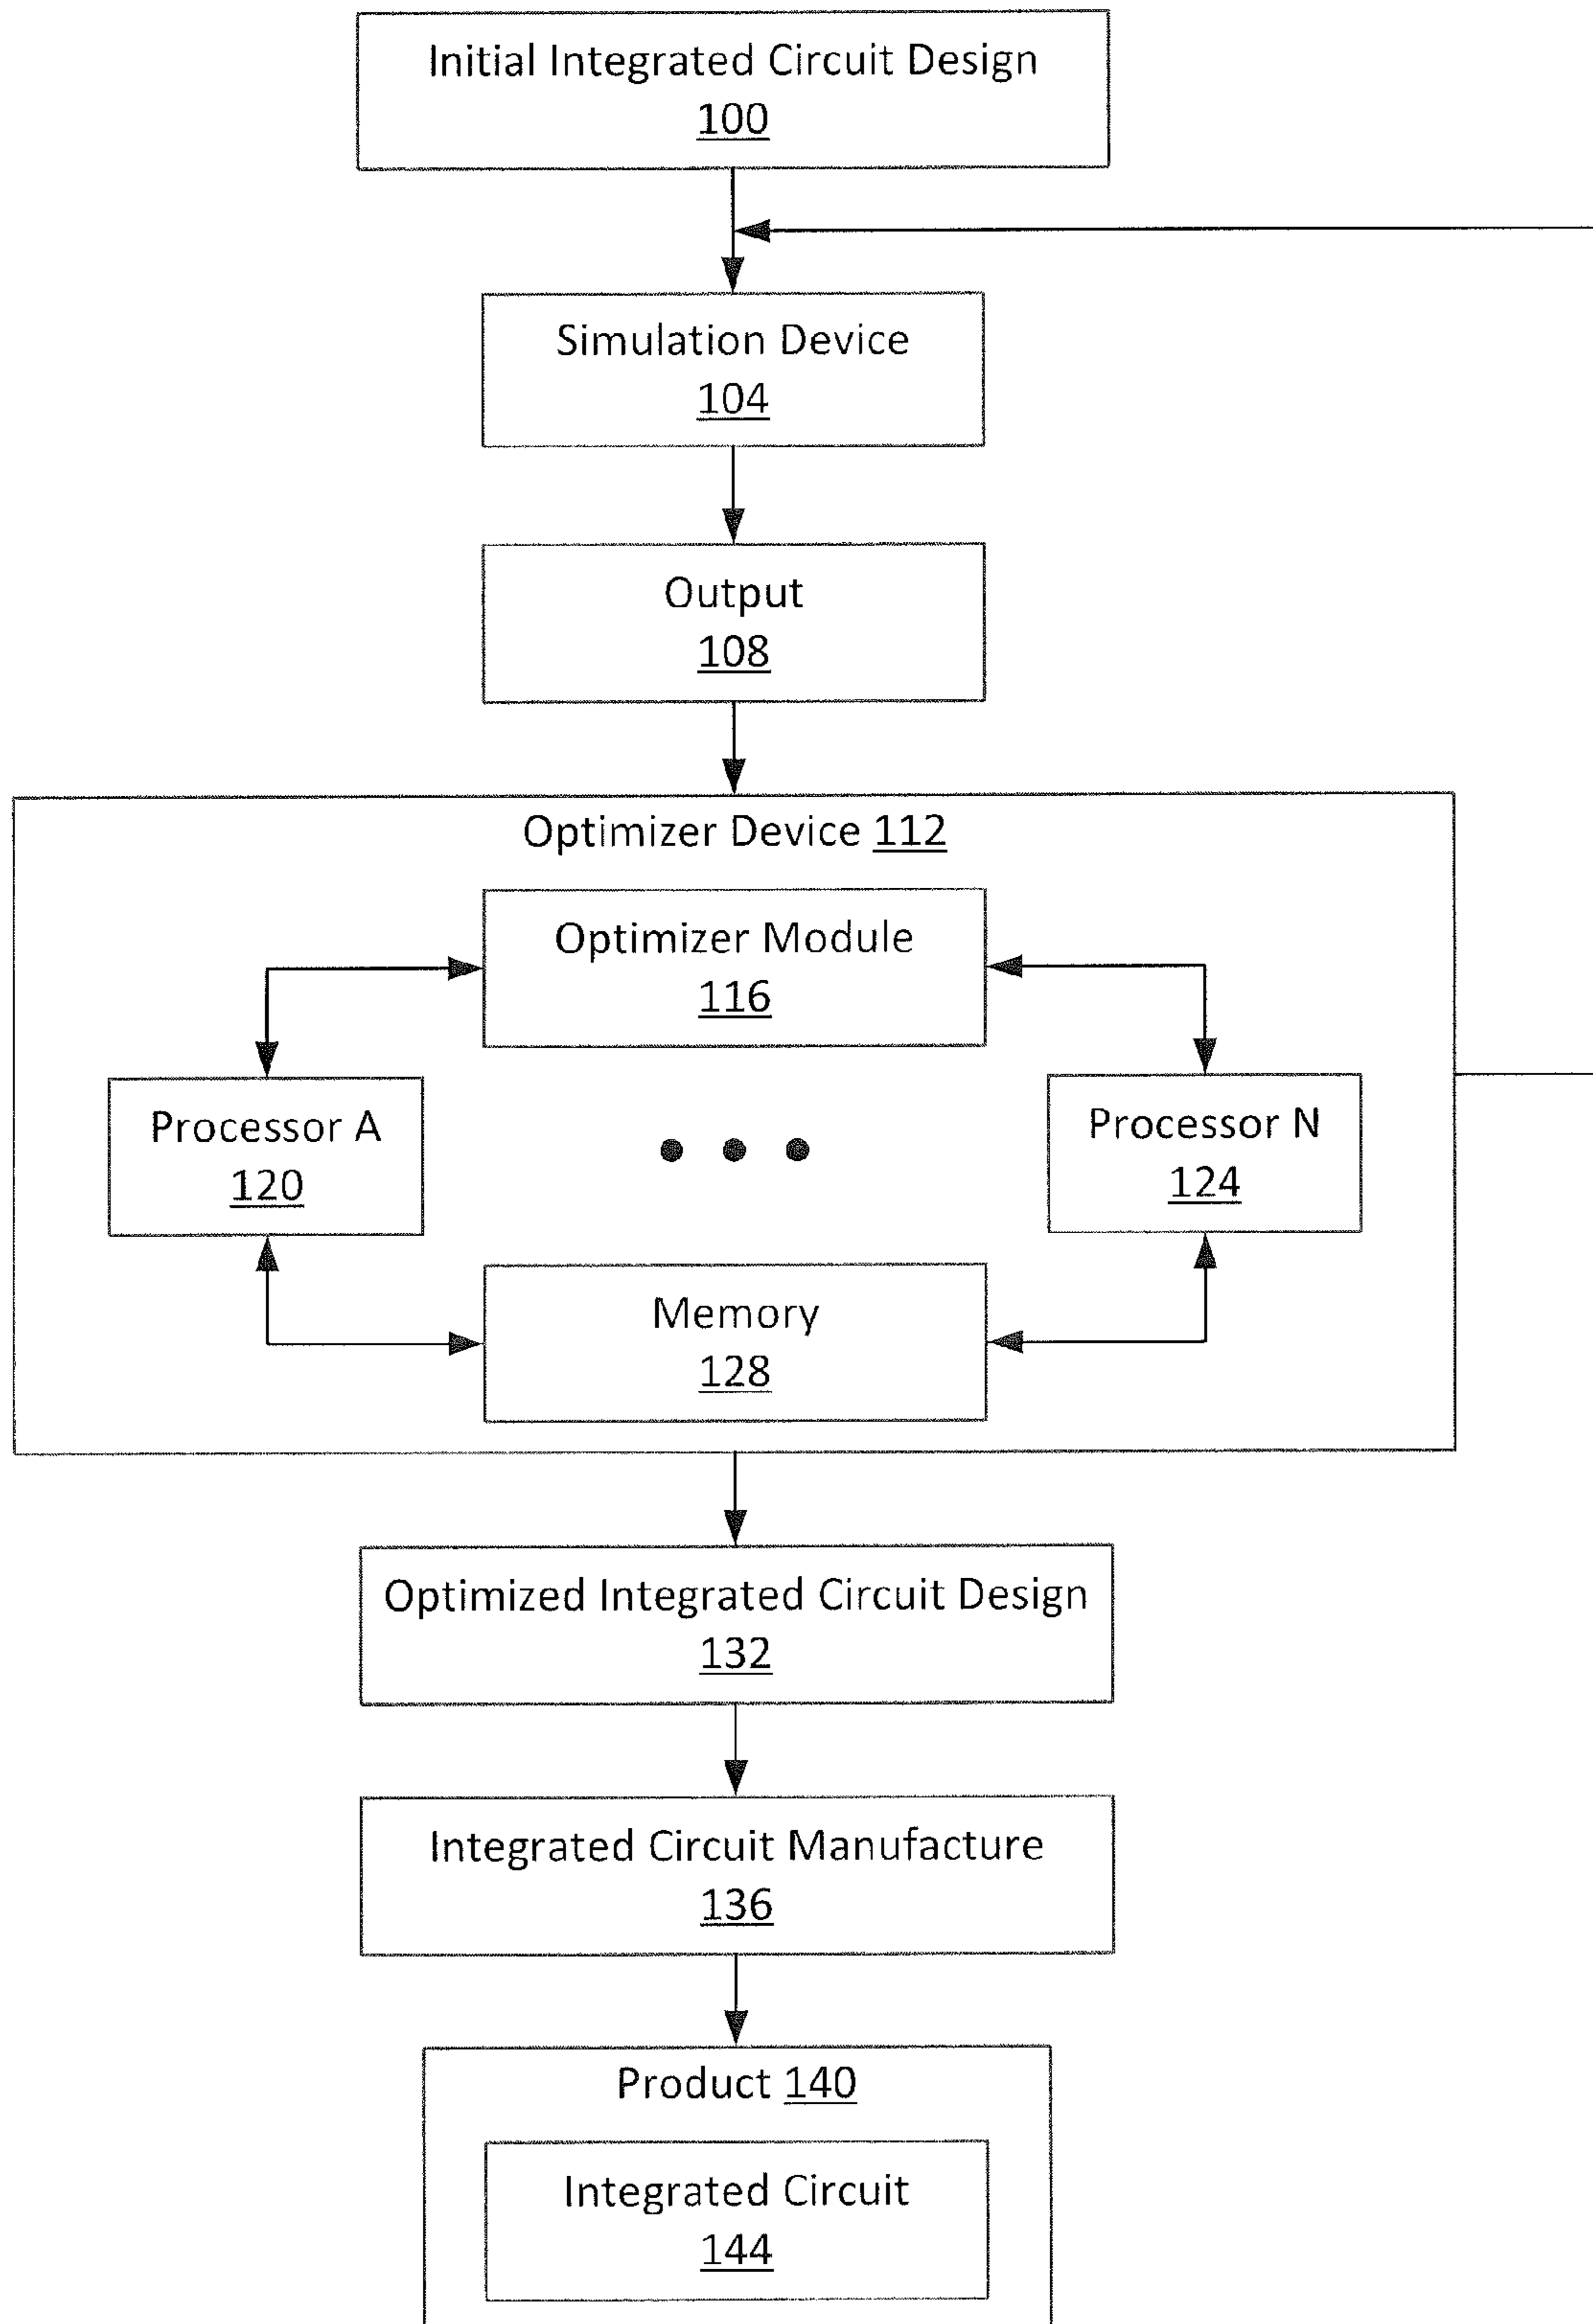 Initial Integrated Circuit Design
100
Simulation Device
104
Output
108
Optimizer Device 112
Optimizer Module
116
Processor A
120
Processor N
124
Memory
128
Optimized Integrated Circuit Design
132
Integrated Circuit Manufacture
136
Product 140
Integrated Circuit
144